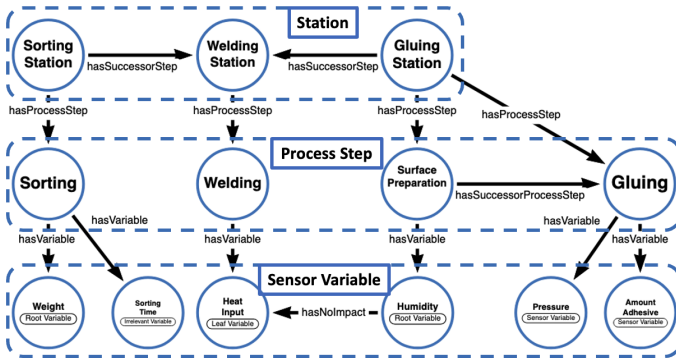 Station
Sorting
Station
Welding
Station
Gluing
Station
hasSuccessorStep
hasSuccessorStep
hasProcessStep
hasProcessStep
hasProcessStep
hasProcessStep
Process Step
Sorting
Welding
Surface
Preparation
Gluing
hasSuccessorProcessStep
hasVariable
hasVariable
hasVariable
hasVariable
hasVariable
hasVariable
Sensor Variable
Weight
Root Variable
Sorting
Time
Irrelevant Variable
Heat
Input
Leaf Variable
hasNoImpact
Humidity
Root Variable
Pressure
Sensor Variable
Amount
Adhesive
Sensor Variable